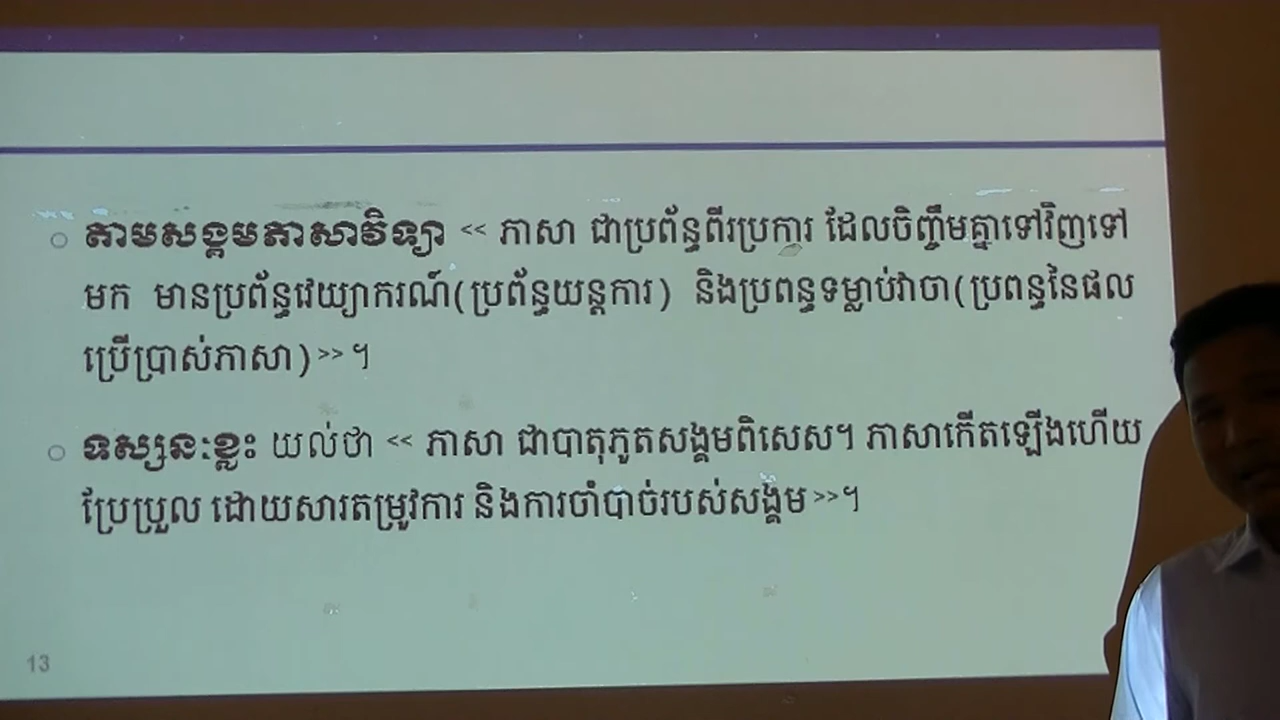 តាមសង្គមភាសាវិទ្យា << ភាសា ជាប្រព័ន្ធពីរប្រការ ដែលចិញ្ចឹមគ្នាទៅវិញទៅ
មក មានប្រព័ន្ធវេយ្យាករណ៍(ប្រព័ន្ធយន្តការ) និងប្រពន្ធទម្លាប់វាចា(ប្រពន្ធនៃផល
ប្រើប្រាស់ភាសា)>>។
ទស្សនៈខ្លះ យល់ថា << ភាសា ជាបាតុភូតសង្គមពិសេស។ ភាសាកើតឡើងហើយ
ប្រែប្រួល ដោយសារតម្រូវការ និងការចាំបាច់របស់សង្គម>>។
13